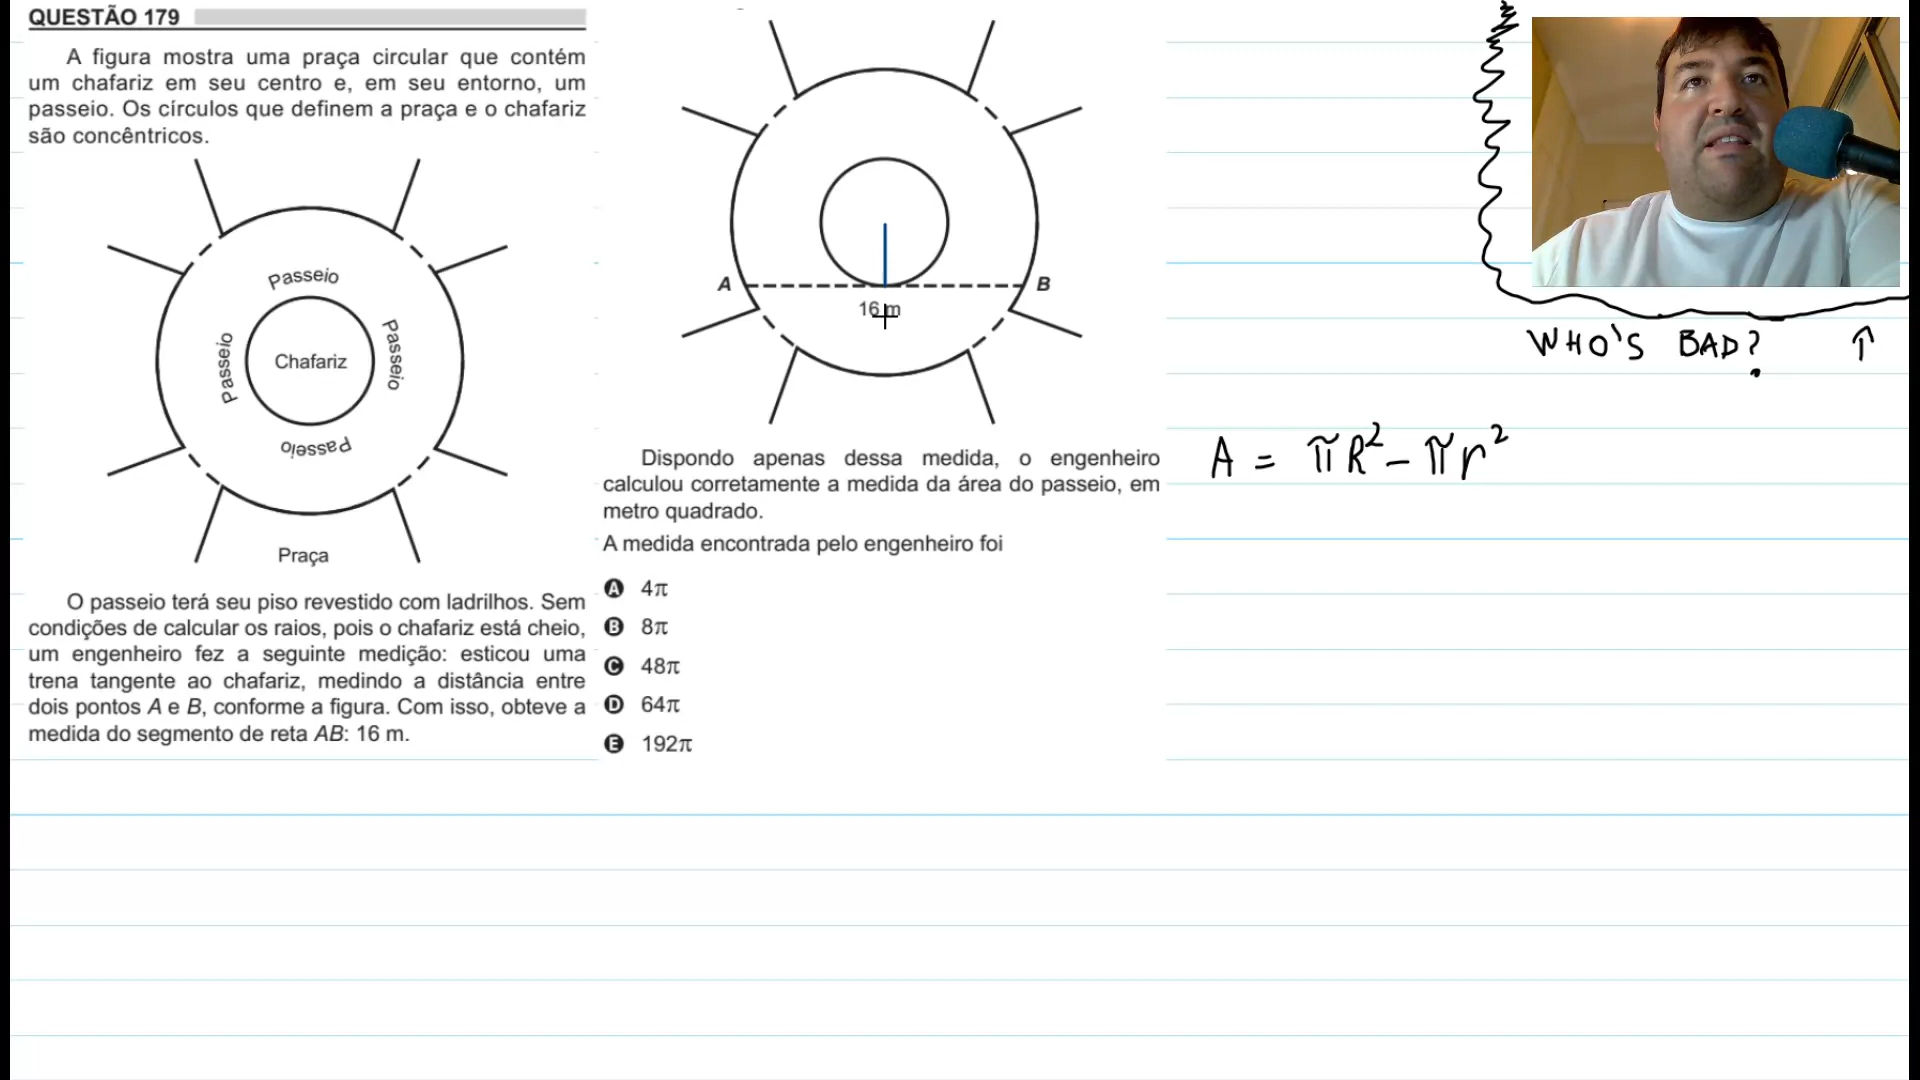 QUESTÃO 179
A figura mostra uma praça circular que contém
um chafariz em seu centro e, em seu entorno, um
passeio. Os círculos que definem a praça e o chafariz
são concêntricos.
Passeio
Passeio
Chafariz
Passeio
Passeio
Praça
O passeio terá seu piso revestido com ladrilhos. Sem
condições de calcular os raios, pois o chafariz está cheio,
um engenheiro fez a seguinte medição: esticou uma
trena tangente ao chafariz, medindo a distância entre
dois pontos A e B, conforme a figura. Com isso, obteve a
medida do segmento de reta AB: 16 m.
A B
16 m
Dispondo apenas dessa medida, o engenheiro
calculou corretamente a medida da área do passeio, em
metro quadrado.
A medida encontrada pelo engenheiro foi
A 4π
B 8π
C 48π
D 64π
E 192π
WHO'S BAD? ↑
A = πR² - πr²